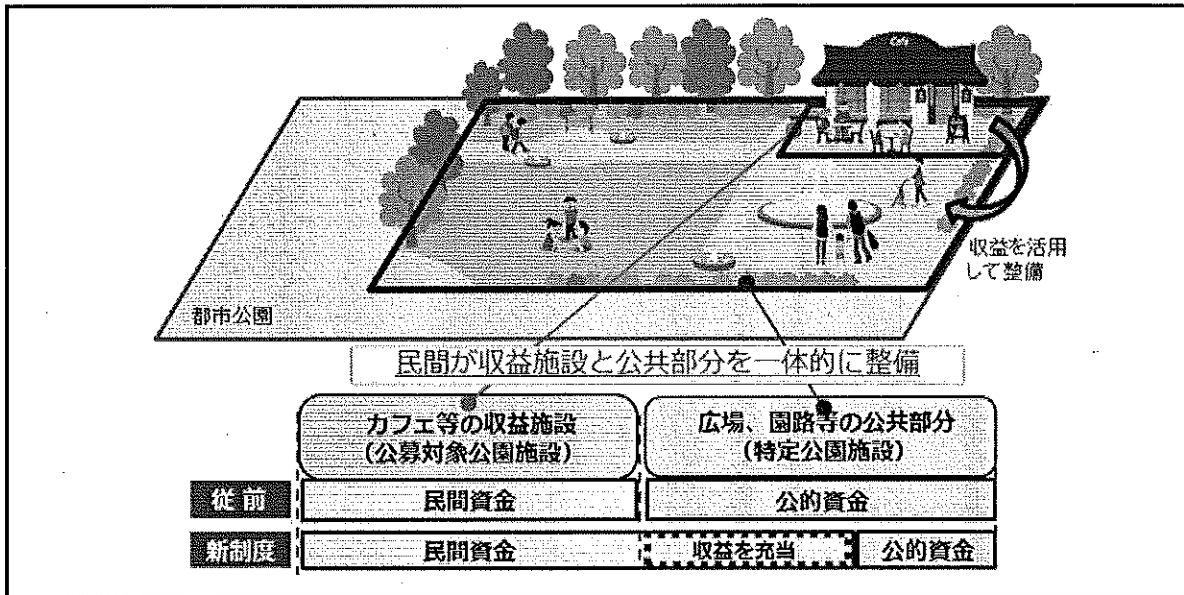 Cafe
収益を活用
して整備
都市公園
民間が収益施設と公共部分を一体的に整備
カフェ等の収益施設
(公募対象公園施設)
広場、園路等の公共部分
(特定公園施設)
従前
民間資金
公的資金
新制度
民間資金
収益を充当
公的資金